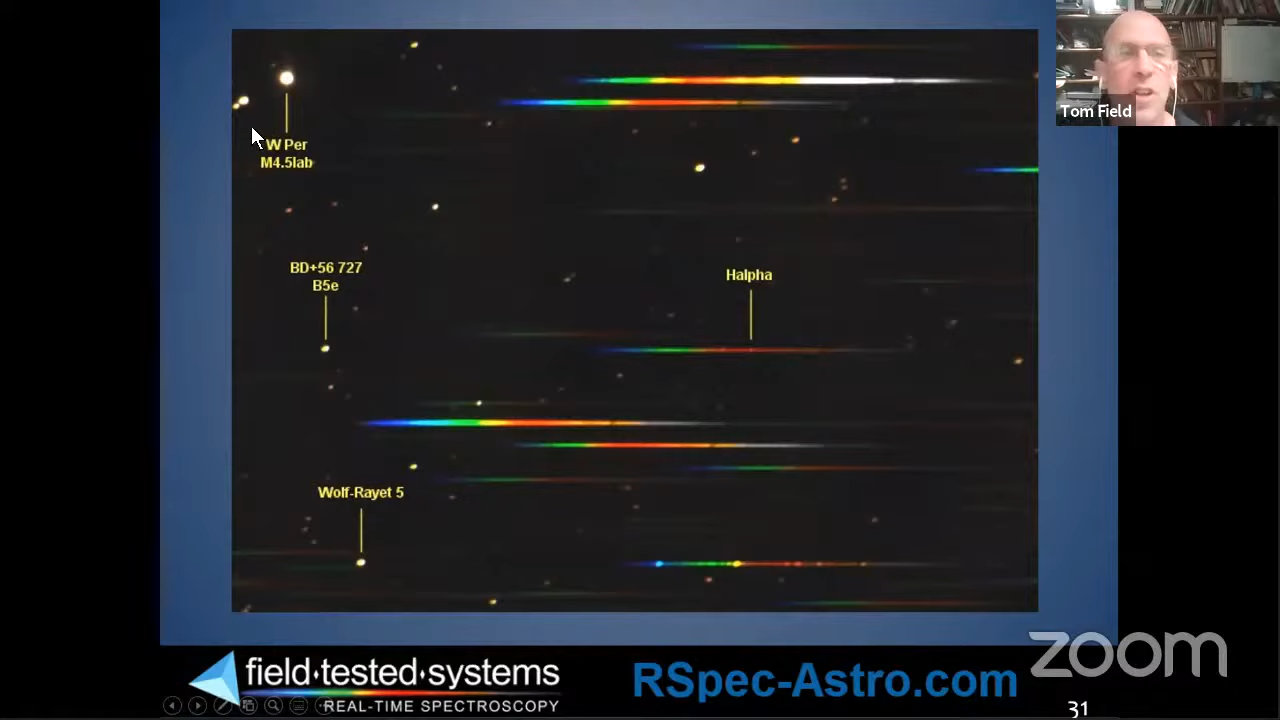 Tom Field
W Per
M4.5Iab
BD+56 727
B5e
Halpha
Wolf-Rayet 5
field·tested·systems
REAL-TIME SPECTROSCOPY
RSpec-Astro.com
zoom
31